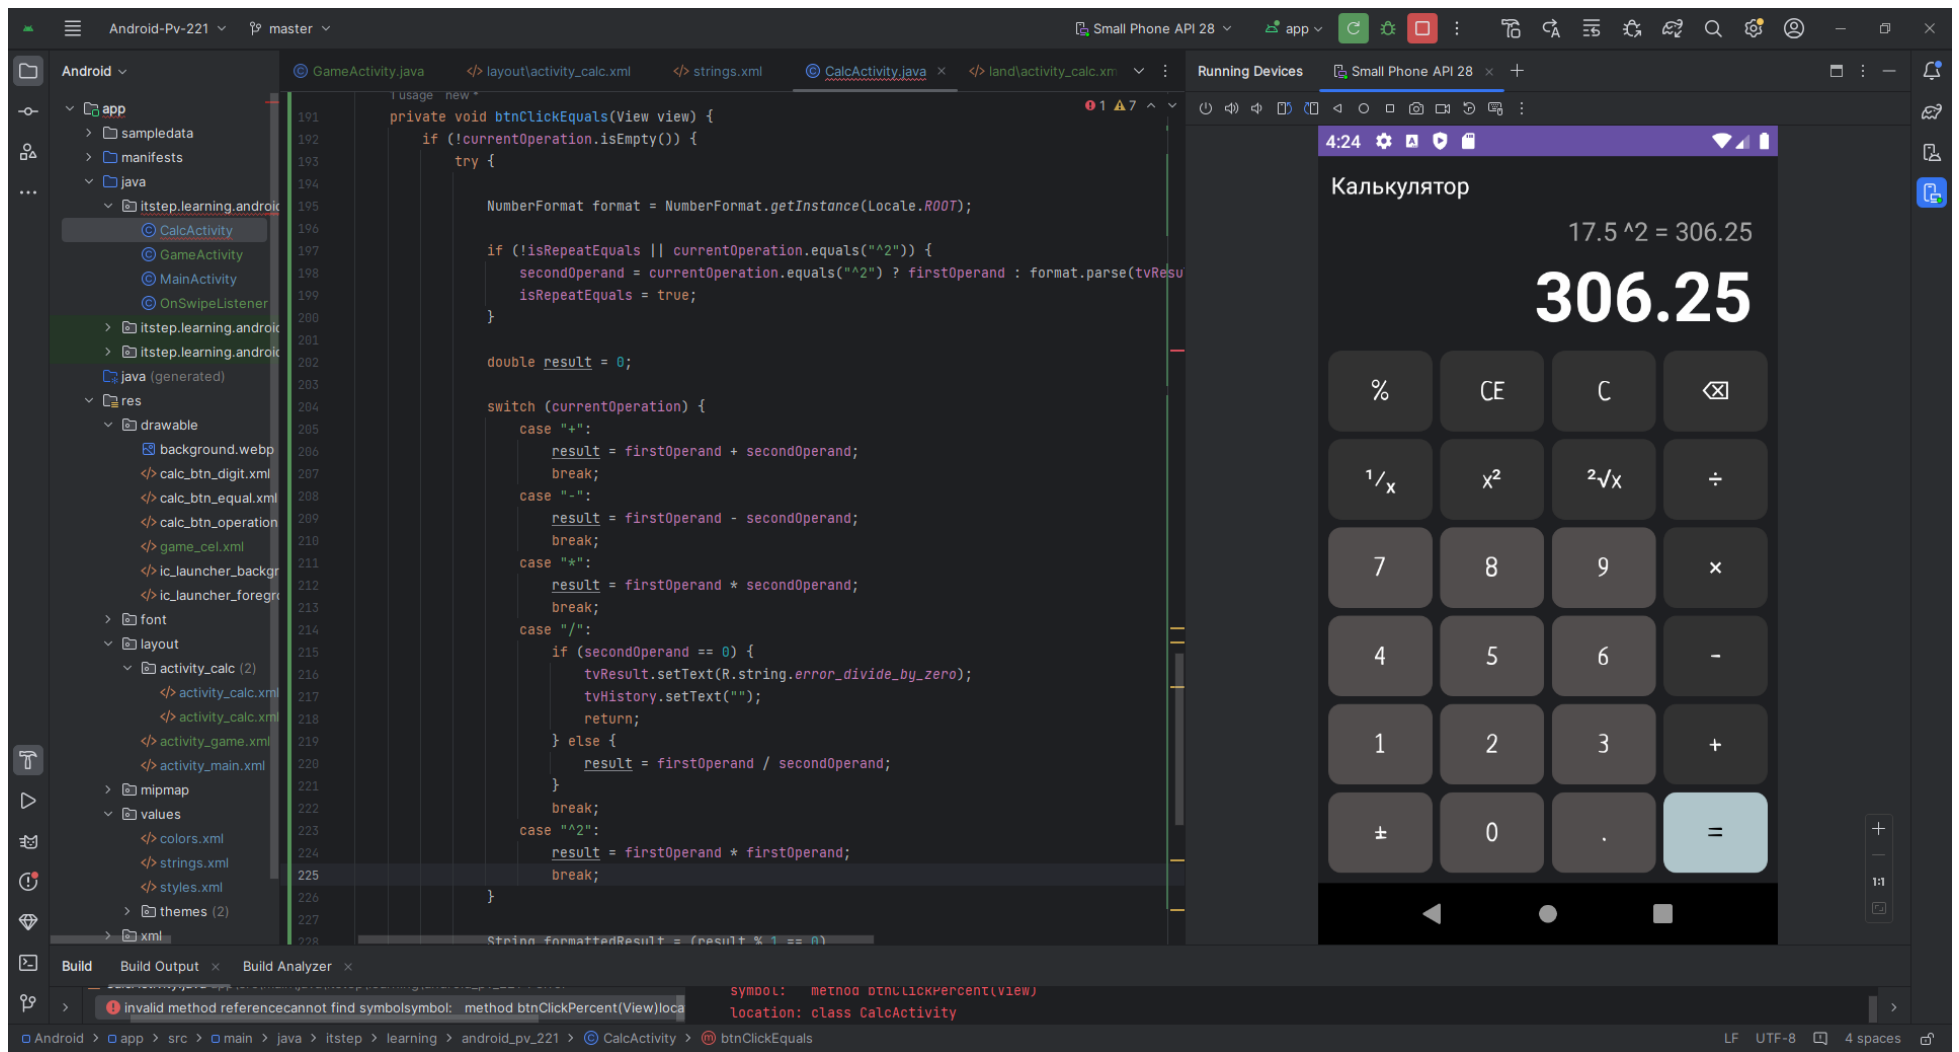 Android-Pv-221
master
Small Phone API 28
app
Android
GameActivity.java
layout\activity_calc.xml
strings.xml
CalcActivity.java
land\activity_calc.xm
Running Devices
Small Phone API 28
app
sampledata
manifests
java
itstep.learning.androic
CalcActivity
GameActivity
MainActivity
OnSwipeListener
itstep.learning.androic
itstep.learning.androic
java (generated)
res
drawable
background.webp
calc_btn_digit.xml
calc_btn_equal.xml
calc_btn_operation
game_cel.xml
ic_launcher_backgr
ic_launcher_foregrc
font
layout
activity_calc (2)
activity_calc.xml
activity_calc.xml
activity_game.xml
activity_main.xml
mipmap
values
colors.xml
strings.xml
styles.xml
themes (2)
xml
1 usage new *
1 7
191 private void btnClickEquals(View view) {
192 if (!currentOperation.isEmpty()) {
193 try {
194
195 NumberFormat format = NumberFormat.getInstance(Locale.ROOT);
196
197 if (!isRepeatEquals || currentOperation.equals("^2")) {
198 secondOperand = currentOperation.equals("^2") ? firstOperand : format.parse(tvResu
199 isRepeatEquals = true;
200 }
201
202 double result = 0;
203
204 switch (currentOperation) {
205 case "+":
206 result = firstOperand + secondOperand;
207 break;
208 case "-":
209 result = firstOperand - secondOperand;
210 break;
211 case "*":
212 result = firstOperand * secondOperand;
213 break;
214 case "/":
215 if (secondOperand == 0) {
216 tvResult.setText(R.string.error_divide_by_zero);
217 tvHistory.setText("");
218 return;
219 } else {
220 result = firstOperand / secondOperand;
221 }
222 break;
223 case "^2":
224 result = firstOperand * firstOperand;
225 break;
226 }
227
228 String formattedResult = (result % 1 == 0)
4:24
Калькулятор
17.5 ^2 = 306.25
306.25
% CE C ⌫
¹/ₓ x² ²√x ÷
7 8 9 ×
4 5 6 -
1 2 3 +
± 0 . =
1:1
Build
Build Output
Build Analyzer
invalid method referencecannot find symbolsymbol: method btnClickPercent(View)loca
symbol: method btnClickPercent(View)
location: class CalcActivity
Android > app > src > main > java > itstep > learning > android_pv_221 > CalcActivity > btnClickEquals
LF UTF-8 4 spaces